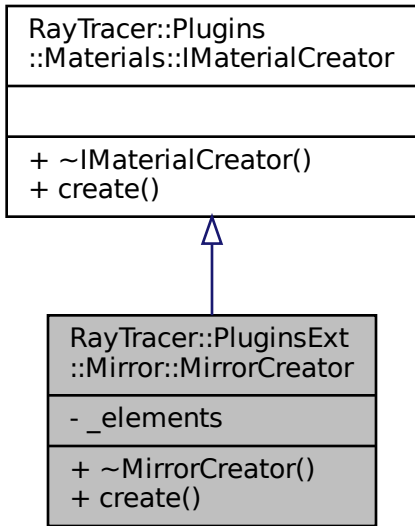 RayTracer::Plugins
::Materials::IMaterialCreator
+ ~IMaterialCreator()
+ create()
RayTracer::PluginsExt
::Mirror::MirrorCreator
- _elements
+ ~MirrorCreator()
+ create()